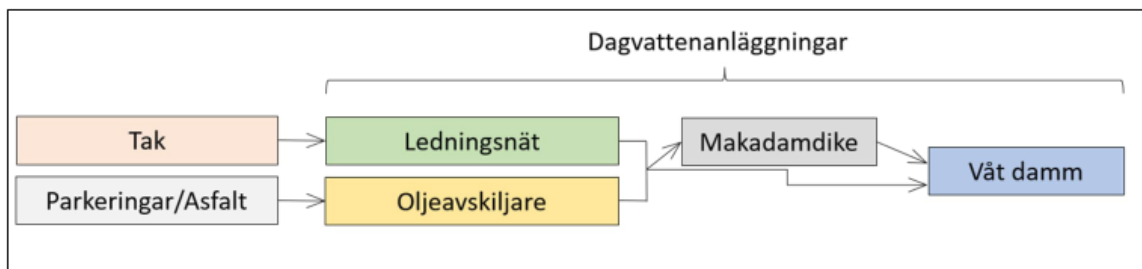 Dagvattenanläggningar
Tak
Ledningsnät
Makadamdike
Våt damm
Parkeringar/Asfalt
Oljeavskiljare